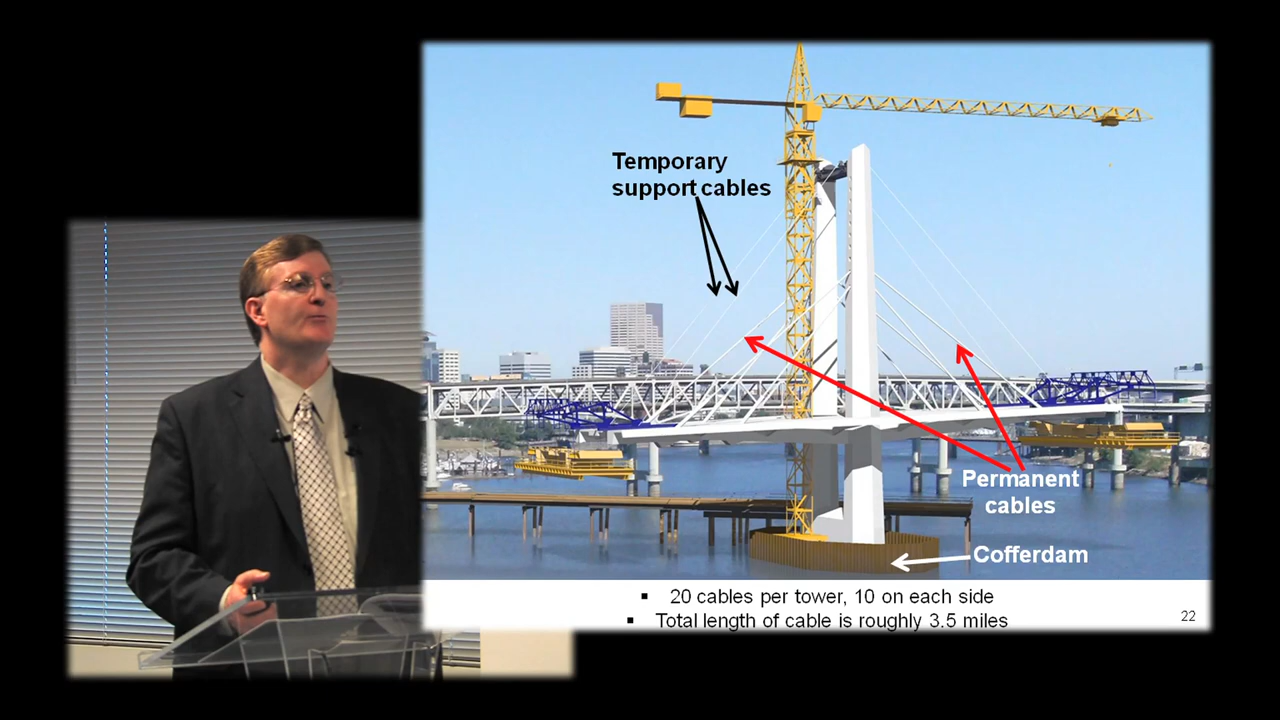 Temporary
support cables
Permanent
cables
Cofferdam
▪ 20 cables per tower, 10 on each side
▪ Total length of cable is roughly 3.5 miles
22